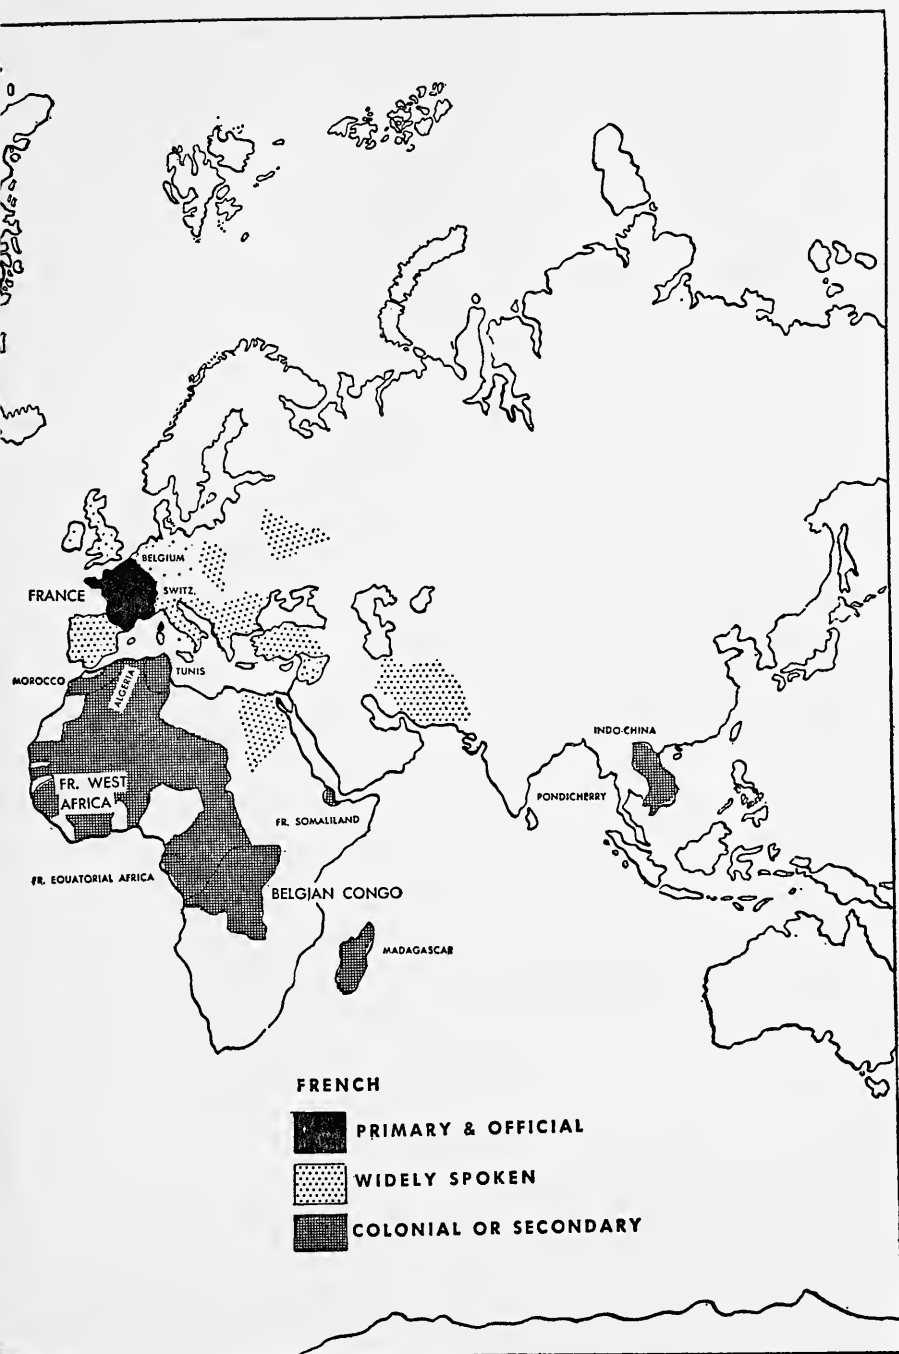 BELGIUM
FRANCE
SWITZ.
MOROCCO
ALGERIA
TUNIS
INDO-CHINA
FR. WEST
AFRICA
PONDICHERRY
FR. SOMALILAND
FR. EQUATORIAL AFRICA
BELGIAN CONGO
MADAGASCAR
FRENCH
PRIMARY & OFFICIAL
WIDELY SPOKEN
COLONIAL OR SECONDARY